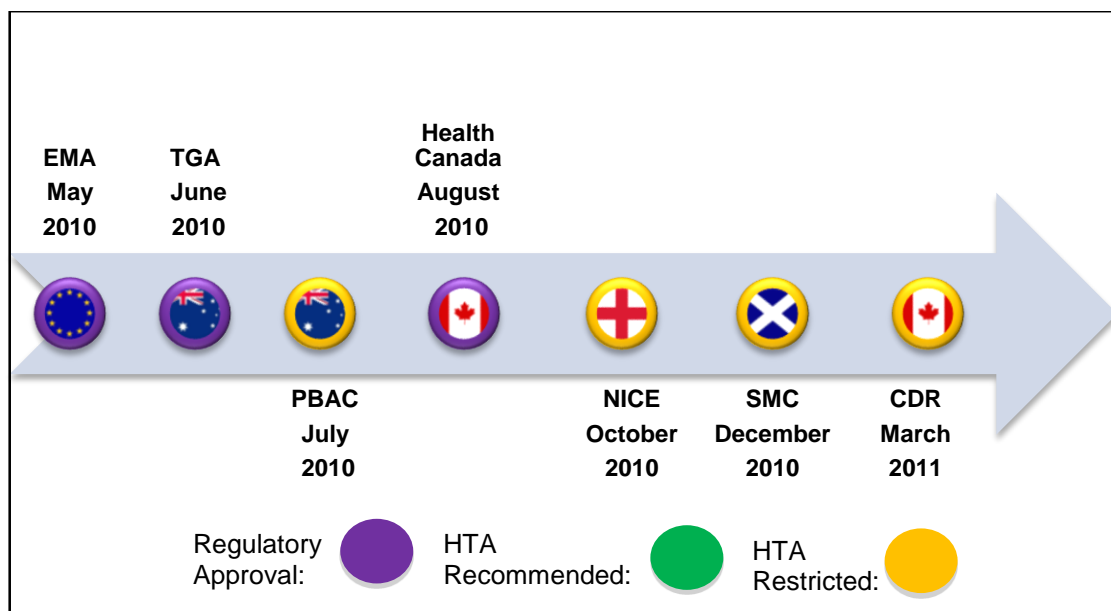 EMA
May
2010
TGA
June
2010
Health
Canada
August
2010
PBAC
July
2010
NICE
October
2010
SMC
December
2010
CDR
March
2011
Regulatory
Approval:
HTA
Recommended:
HTA
Restricted: